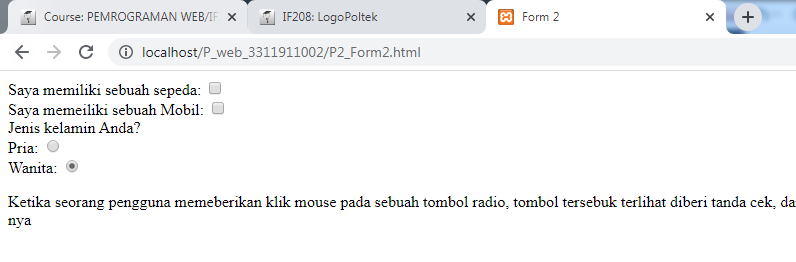 Course: PEMROGRAMAN WEB/IF
IF208: LogoPoltek
Form 2
localhost/P_web_3311911002/P2_Form2.html
Saya memiliki sebuah sepeda:
Saya memeiliki sebuah Mobil:
Jenis kelamin Anda?
Pria:
Wanita:
Ketika seorang pengguna memeberikan klik mouse pada sebuah tombol radio, tombol tersebuk terlihat diberi tanda cek, da
nya